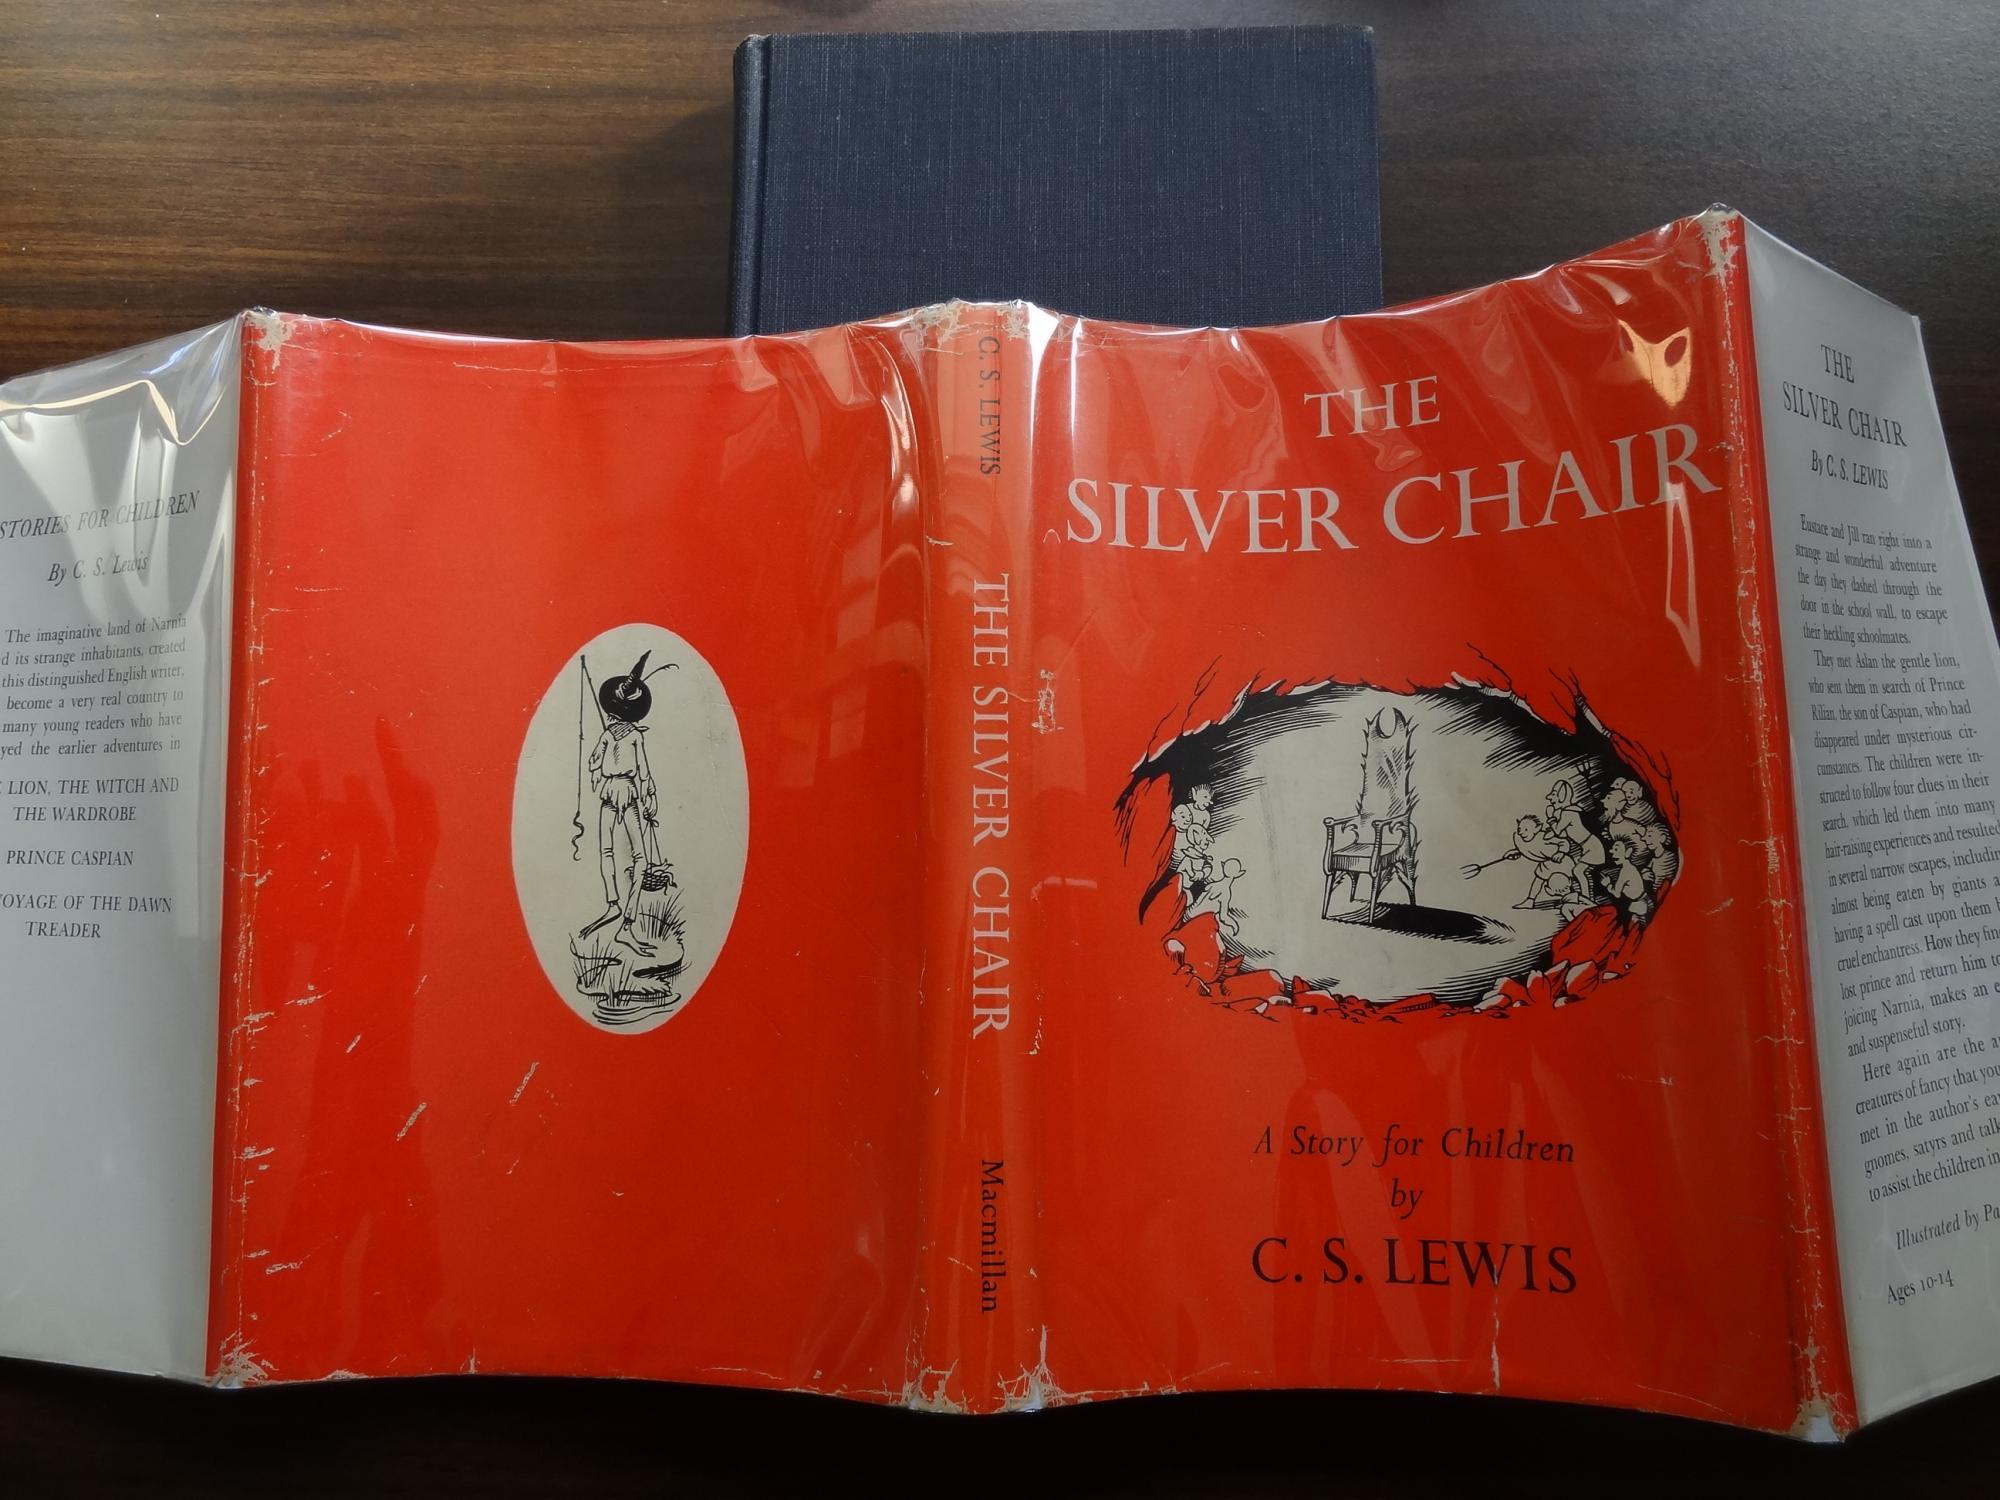 STORIES FOR CHILDREN
By C. S. Lewis
The imaginative land of Narnia
its strange inhabitants, created
this distinguished English writer,
become a very real country to
many young readers who have
the earlier adventures in
LION, THE WITCH AND
THE WARDROBE
PRINCE CASPIAN
OF THE DAWN
TREADER
C. S. LEWIS
THE SILVER CHAIR
Macmillan
THE
SILVER CHAIR
A Story for Children
by
C. S. LEWIS
THE
SILVER CHAIR
By C. S. LEWIS
Eustace and Jill ran right into a
strange and wonderful adventure
the day they dashed through the
door in the school wall, to escape
their heckling schoolmates.
They met Aslan the gentle lion,
who sent them in search of Prince
Rilian, the son of Caspian, who had
disappeared under mysterious cir-
cumstances. The children were in-
structed to follow four clues in their
search, which led them into many
hair-raising experiences and resulted
in several narrow escapes,
almost being eaten by giants
having a spell cast upon them
cruel enchantress. How they
lost prince and return him
joicing Narnia, makes an
and suspenseful story.
Here again are the
creatures of fancy that you
met in the author's
gnomes, satyrs and
to assist the children in
Illustrated by
Ages 10-14